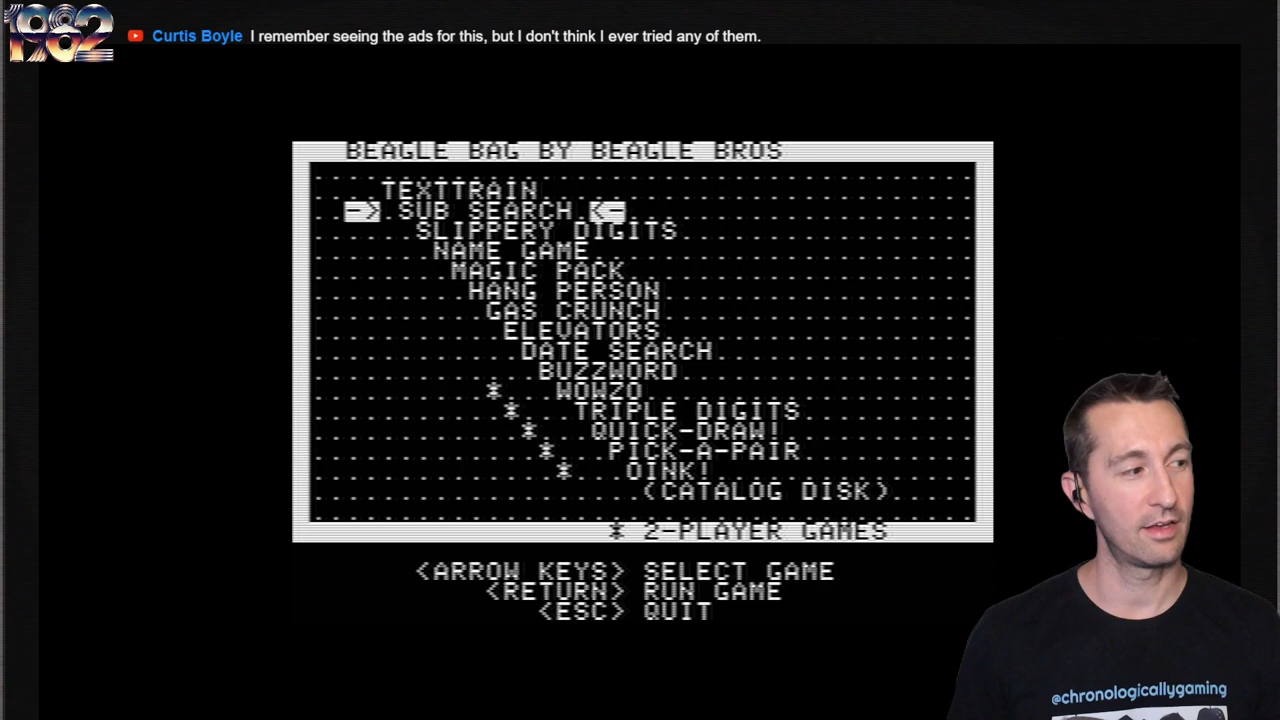 1982
Curtis Boyle I remember seeing the ads for this, but I don't think I ever tried any of them.
BEAGLE BAG BY BEAGLE BROS
TEXTTRAIN
-> SUB SEARCH <-
SLIPPERY DIGITS
NAME GAME
MAGIC PACK
HANG PERSON
GAS CRUNCH
ELEVATORS
DATE SEARCH
BUZZWORD
* WOWZO
* TRIPLE DIGITS
* QUICK-DRAW!
* PICK-A-PAIR
* OINK!
(CATALOG DISK)
* 2-PLAYER GAMES
<ARROW KEYS> SELECT GAME
<RETURN> RUN GAME
<ESC> QUIT
@chronologicallygaming